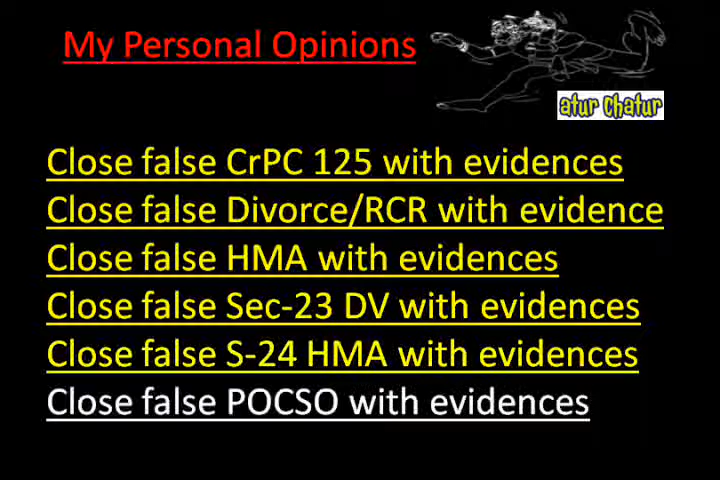 My Personal Opinions
atur Chatur
Close false CrPC 125 with evidences
Close false Divorce/RCR with evidence
Close false HMA with evidences
Close false Sec-23 DV with evidences
Close false S-24 HMA with evidences
Close false POCSO with evidences